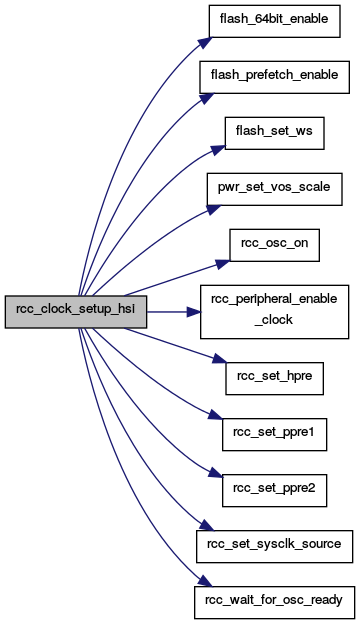 flash_64bit_enable
flash_prefetch_enable
flash_set_ws
pwr_set_vos_scale
rcc_osc_on
rcc_clock_setup_hsi
rcc_peripheral_enable
_clock
rcc_set_hpre
rcc_set_ppre1
rcc_set_ppre2
rcc_set_sysclk_source
rcc_wait_for_osc_ready